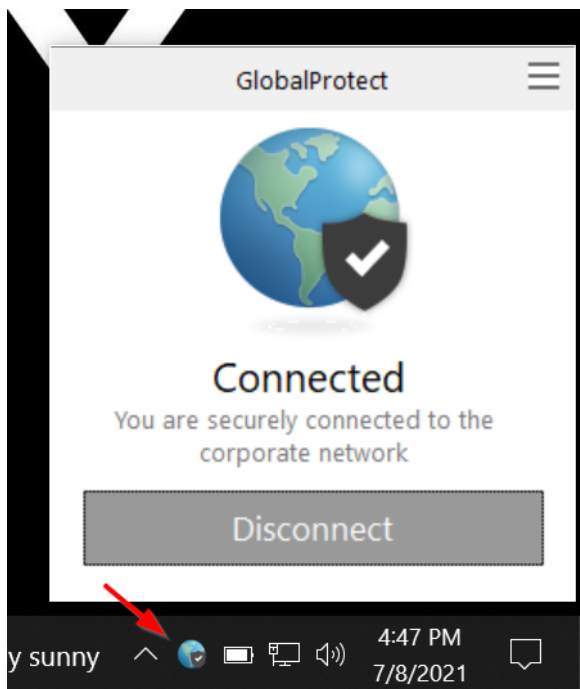 GlobalProtect
Connected
You are securely connected to the
corporate network
Disconnect
y sunny
4:47 PM
7/8/2021